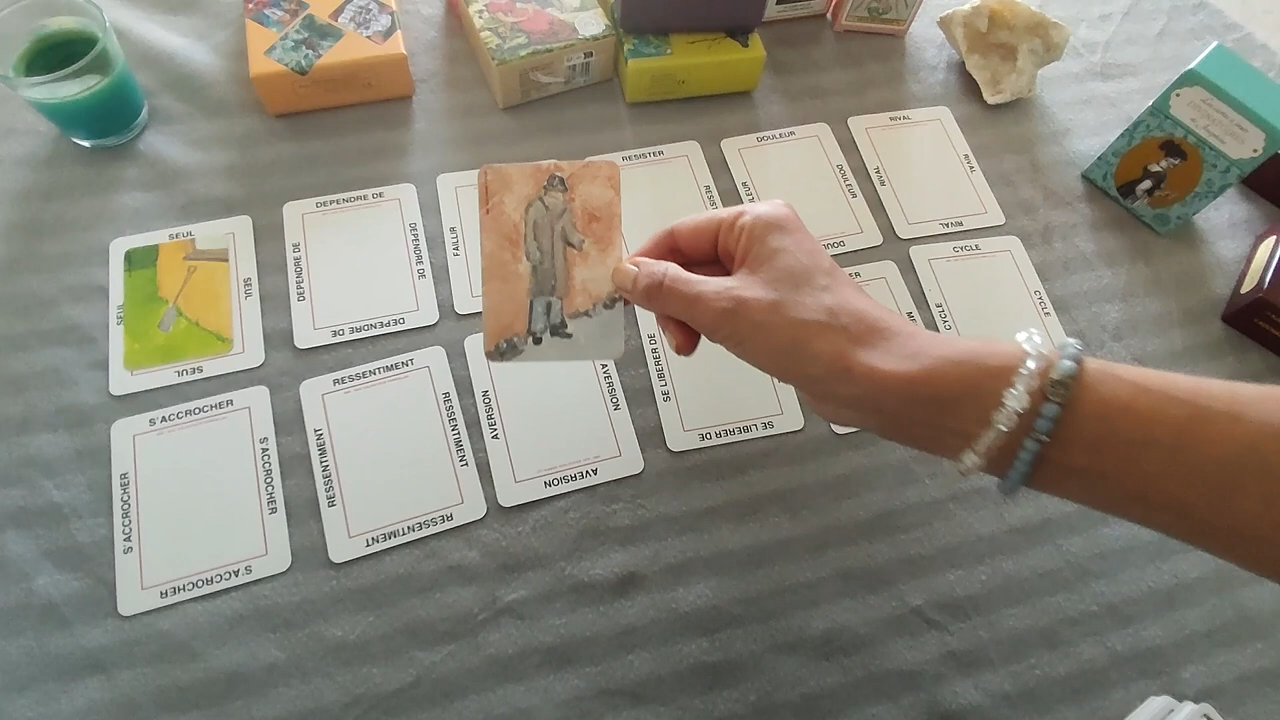 SEUL
SEUL
SEUL
SEUL
DEPENDRE DE
DEPENDRE DE
DEPENDRE DE
DEPENDRE DE
FAILLIR
RESISTER
DOULEUR
DOULEUR
RIVAL
RIVAL
RIVAL
RIVAL
S'ACCROCHER
S'ACCROCHER
S'ACCROCHER
S'ACCROCHER
RESSENTIMENT
RESSENTIMENT
RESSENTIMENT
RESSENTIMENT
AVERSION
AVERSION
AVERSION
SE LIBERER DE
SE LIBERER DE
CYCLE
CYCLE
CYCLE